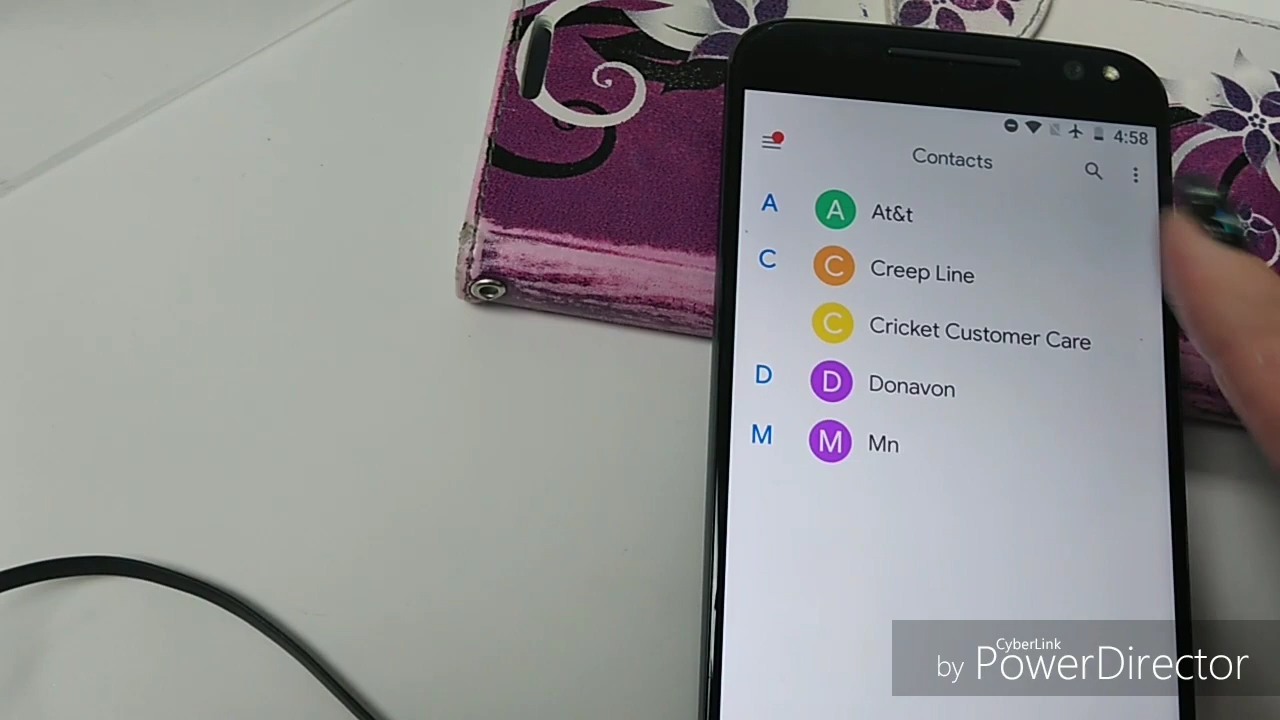 4:58
Contacts
A
A At&t
C
C Creep Line
C Cricket Customer Care
D
D Donavon
M
M Mn
CyberLink
by PowerDirector